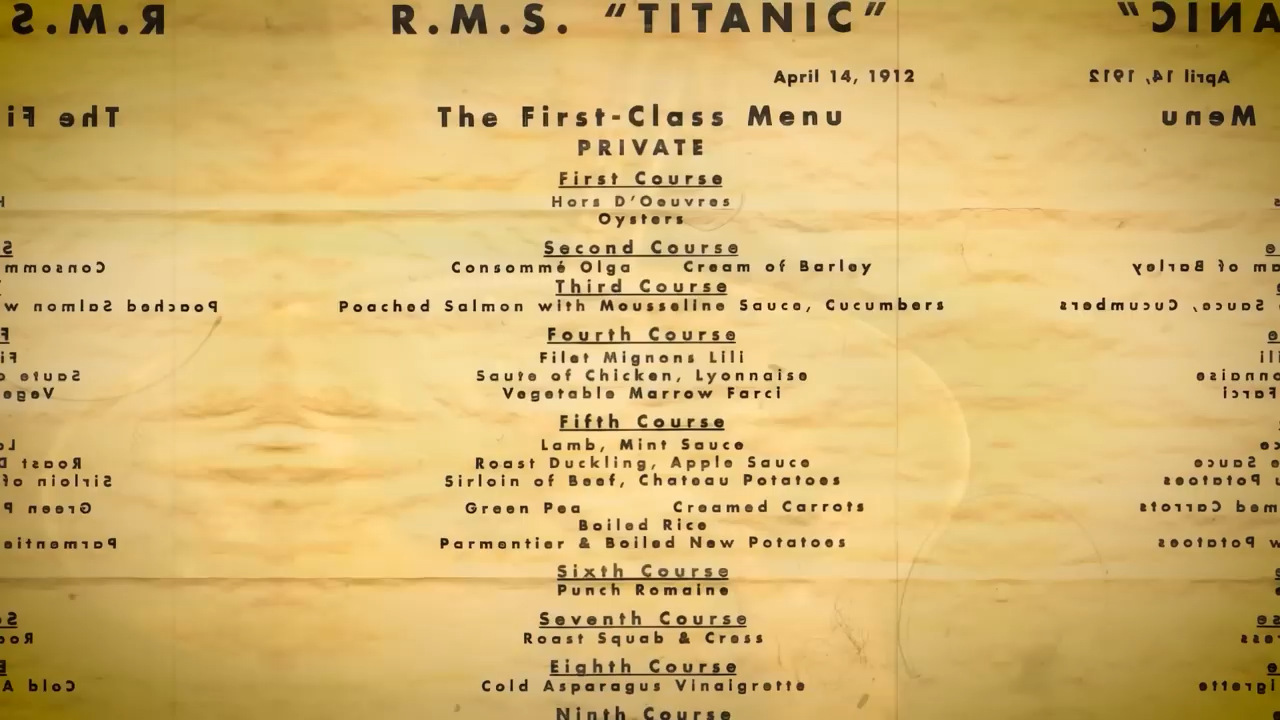 R.M.S. “TITANIC”
April 14, 1912
The First-Class Menu
PRIVATE
First Course
Hors D’Oeuvres
Oysters
Second Course
Consommé Olga Cream of Barley
Third Course
Poached Salmon with Mousseline Sauce, Cucumbers
Fourth Course
Filet Mignons Lili
Saute of Chicken, Lyonnaise
Vegetable Marrow Farci
Fifth Course
Lamb, Mint Sauce
Roast Duckling, Apple Sauce
Sirloin of Beef, Chateau Potatoes
Green Pea Creamed Carrots
Boiled Rice
Parmentier & Boiled New Potatoes
Sixth Course
Punch Romaine
Seventh Course
Roast Squab & Cress
Eighth Course
Cold Asparagus Vinaigrette
Ninth Course